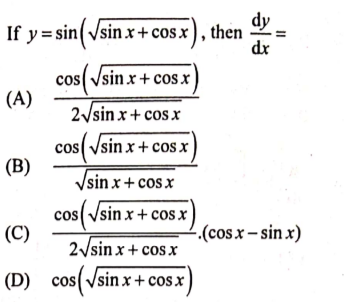 If y = sin(√(sin x + cos x)), then dy/dx =
(A) cos(√(sin x + cos x)) / 2√(sin x + cos x)
(B) cos(√(sin x + cos x)) / √(sin x + cos x)
(C) cos(√(sin x + cos x)) / 2√(sin x + cos x) .(cos x – sin x)
(D) cos(√(sin x + cos x))